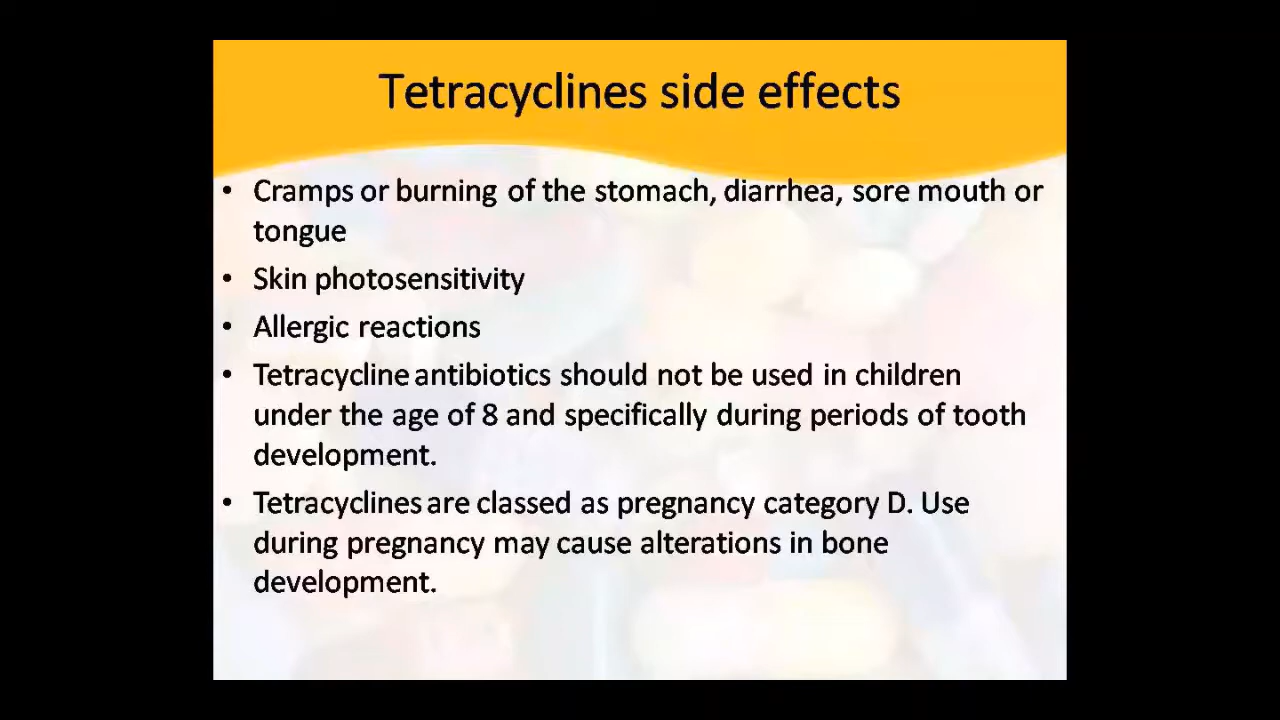 Tetracyclines side effects
• Cramps or burning of the stomach, diarrhea, sore mouth or
tongue
• Skin photosensitivity
• Allergic reactions
• Tetracycline antibiotics should not be used in children
under the age of 8 and specifically during periods of tooth
development.
• Tetracyclines are classed as pregnancy category D. Use
during pregnancy may cause alterations in bone
development.